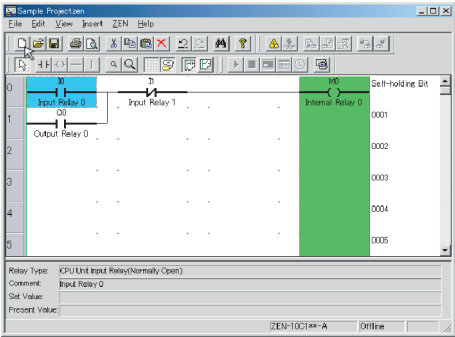 Sample Project.zen
File Edit View Insert ZEN Help
0 I0 I1 M0 Self-holding Bit
Input Relay 0 Input Relay 1 Internal Relay 0
1 Q0 0001
Output Relay 0
2 0002
3 0003
4 0004
5 0005
Relay Type: CPU Unit Input Relay(Normally Open)
Comment: Input Relay 0
Set Value:
Present Value:
ZEN-10C1**-A Offline